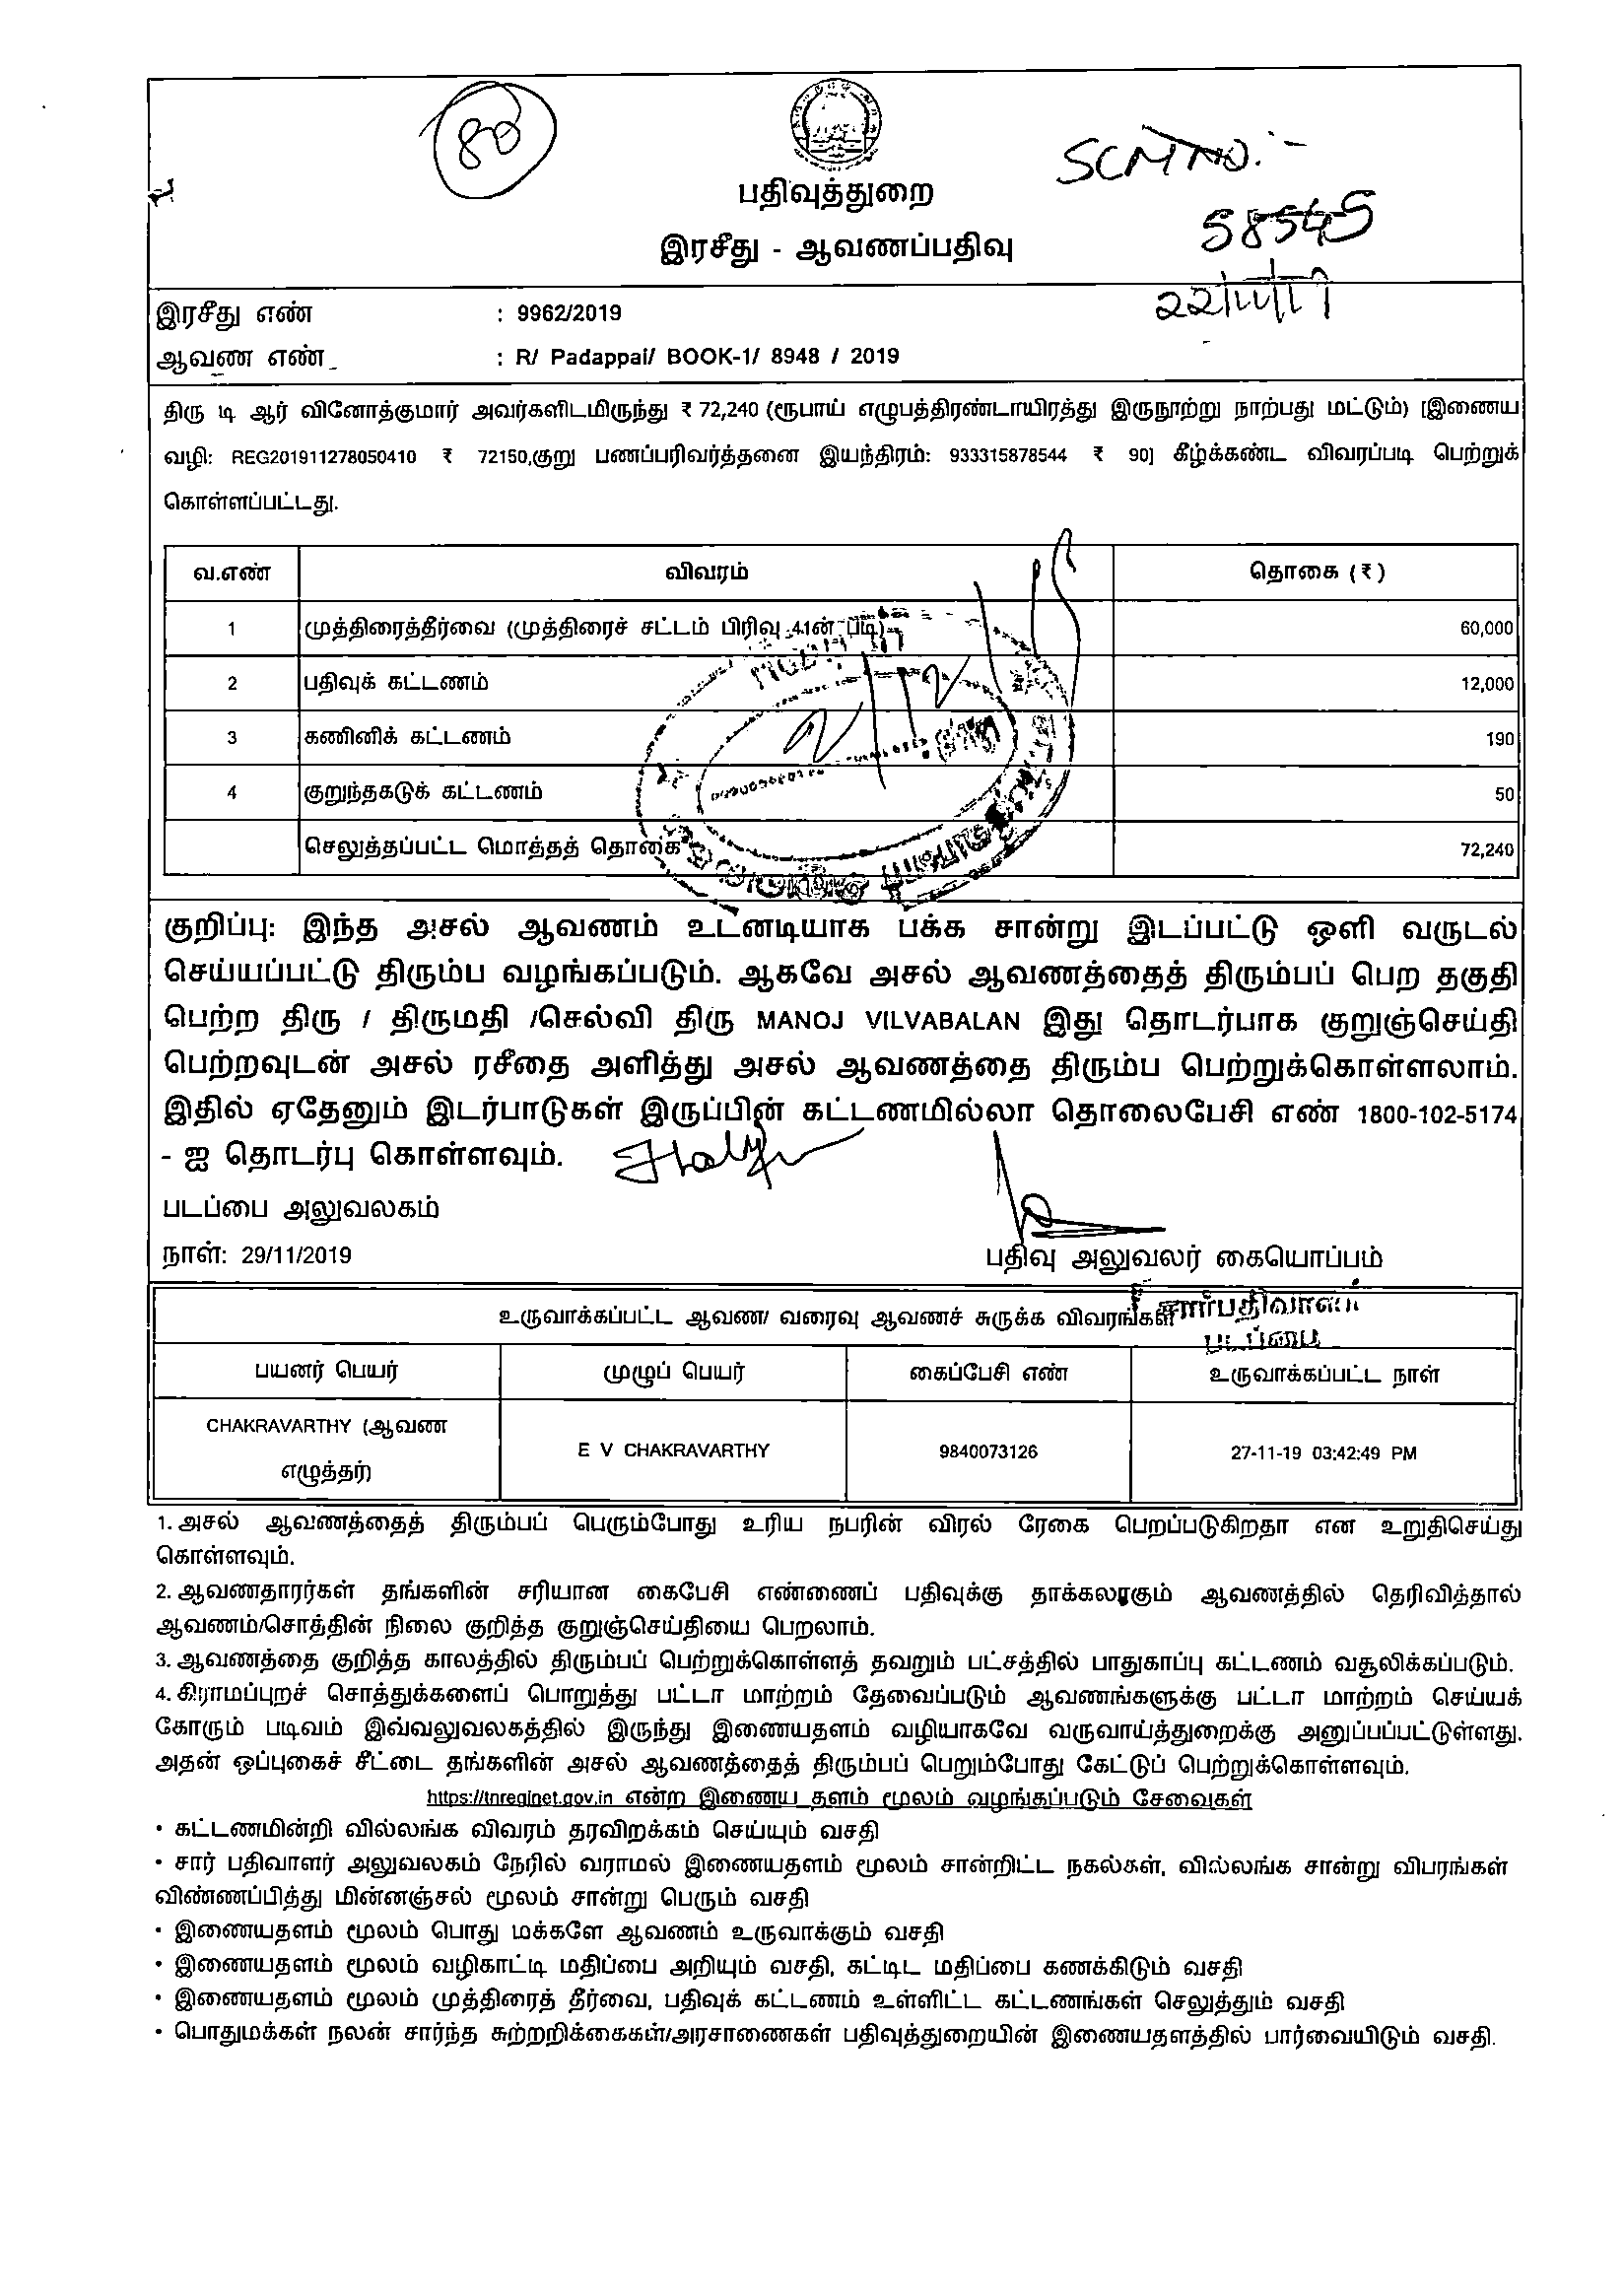 80
SCM NO. :-
பதிவுத்துறை
58545
இரசீது - ஆவணப்பதிவு
இரசீது எண் : 9962/2019
ஆவண எண் : R/ Padappai/ BOOK-1/ 8948 / 2019
திரு டி ஆர் வினோத்குமார் அவர்களிடமிருந்து ₹ 72,240 (ரூபாய் எழுபத்திரண்டாயிரத்து இருநூற்று நாற்பது மட்டும்) [இணைய
வழி: REG201911278050410 ₹ 72150,குறு பணப்பரிவர்த்தனை இயந்திரம்: 933315878544 ₹ 90] கீழ்க்கண்ட விவரப்படி பெற்றுக்
கொள்ளப்பட்டது.
வ.எண் விவரம் தொகை (₹)
1 முத்திரைத்தீர்வை (முத்திரைச் சட்டம் பிரிவு 41ன் படி) 60,000
2 பதிவுக் கட்டணம் 12,000
3 கணினிக் கட்டணம் 190
4 குறுந்தகடுக் கட்டணம் 50
செலுத்தப்பட்ட மொத்தத் தொகை 72,240
குறிப்பு: இந்த அசல் ஆவணம் உடனடியாக பக்க சான்று இடப்பட்டு ஒளி வருடல்
செய்யப்பட்டு திரும்ப வழங்கப்படும். ஆகவே அசல் ஆவணத்தைத் திரும்பப் பெற தகுதி
பெற்ற திரு / திருமதி /செல்வி திரு MANOJ VILVABALAN இது தொடர்பாக குறுஞ்செய்தி
பெற்றவுடன் அசல் ரசீதை அளித்து அசல் ஆவணத்தை திரும்ப பெற்றுக்கொள்ளலாம்.
இதில் ஏதேனும் இடர்பாடுகள் இருப்பின் கட்டணமில்லா தொலைபேசி எண் 1800-102-5174
- ஐ தொடர்பு கொள்ளவும்.
படப்பை அலுவலகம்
நாள்: 29/11/2019 பதிவு அலுவலர் கையொப்பம்
சார்பதிவாளர்
உருவாக்கப்பட்ட ஆவண/ வரைவு ஆவணச் சுருக்க விவரங்கள்
படப்பை
பயனர் பெயர் முழுப் பெயர் கைப்பேசி எண் உருவாக்கப்பட்ட நாள்
CHAKRAVARTHY (ஆவண
எழுத்தர்) E V CHAKRAVARTHY 9840073126 27-11-19 03:42:49 PM
1. அசல் ஆவணத்தைத் திரும்பப் பெரும்போது உரிய நபரின் விரல் ரேகை பெறப்படுகிறதா என உறுதிசெய்து
கொள்ளவும்.
2. ஆவணதாரர்கள் தங்களின் சரியான கைபேசி எண்ணைப் பதிவுக்கு தாக்கலாகும் ஆவணத்தில் தெரிவித்தால்
ஆவணம்/சொத்தின் நிலை குறித்த குறுஞ்செய்தியை பெறலாம்.
3. ஆவணத்தை குறித்த காலத்தில் திரும்பப் பெற்றுக்கொள்ளத் தவறும் பட்சத்தில் பாதுகாப்பு கட்டணம் வசூலிக்கப்படும்.
4. கிராமப்புறச் சொத்துக்களைப் பொறுத்து பட்டா மாற்றம் தேவைப்படும் ஆவணங்களுக்கு பட்டா மாற்றம் செய்யக்
கோரும் படிவம் இவ்வலுவலகத்தில் இருந்து இணையதளம் வழியாகவே வருவாய்த்துறைக்கு அனுப்பப்பட்டுள்ளது.
அதன் ஒப்புகைச் சீட்டை தங்களின் அசல் ஆவணத்தைத் திரும்பப் பெறும்போது கேட்டுப் பெற்றுக்கொள்ளவும்.
https://tnreginet.gov.in என்ற இணைய தளம் மூலம் வழங்கப்படும் சேவைகள்
• கட்டணமின்றி வில்லங்க விவரம் தரவிறக்கம் செய்யும் வசதி
• சார் பதிவாளர் அலுவலகம் நேரில் வராமல் இணையதளம் மூலம் சான்றிட்ட நகல்கள், வில்லங்க சான்று விபரங்கள்
விண்ணப்பித்து மின்னஞ்சல் மூலம் சான்று பெரும் வசதி
• இணையதளம் மூலம் பொது மக்களே ஆவணம் உருவாக்கும் வசதி
• இணையதளம் மூலம் வழிகாட்டி மதிப்பை அறியும் வசதி, கட்டிட மதிப்பை கணக்கிடும் வசதி
• இணையதளம் மூலம் முத்திரைத் தீர்வை, பதிவுக் கட்டணம் உள்ளிட்ட கட்டணங்கள் செலுத்தும் வசதி
• பொதுமக்கள் நலன் சார்ந்த சுற்றறிக்கைகள்/அரசாணைகள் பதிவுத்துறையின் இணையதளத்தில் பார்வையிடும் வசதி.